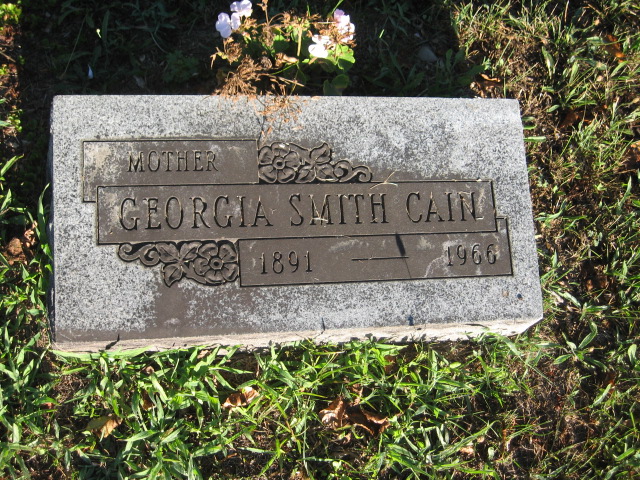 MOTHER
GEORGIA SMITH CAIN
1891 — 1966